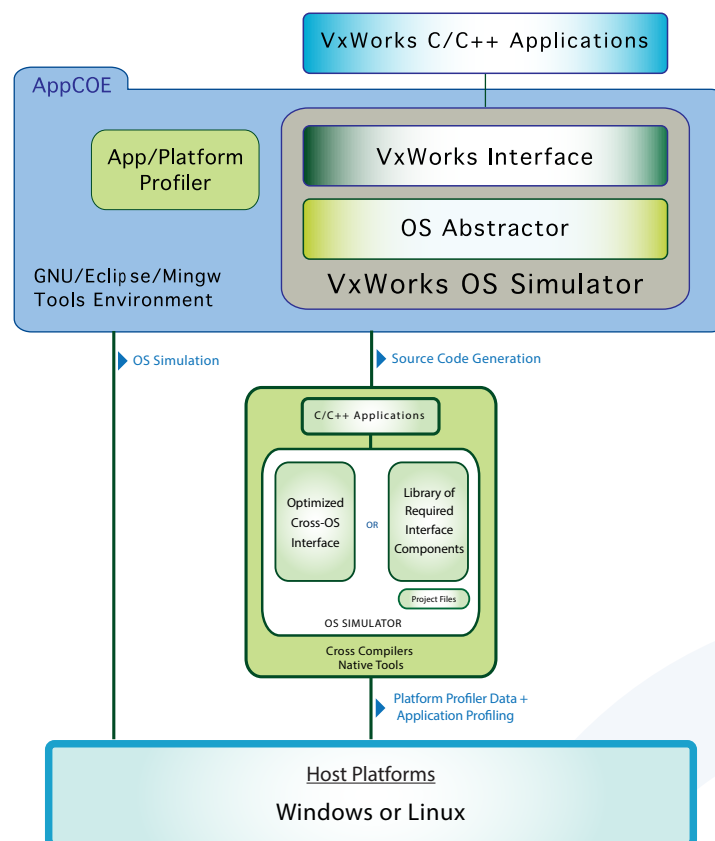 VxWorks C/C++ Applications
AppCOE
App/Platform
Profiler
VxWorks Interface
OS Abstractor
VxWorks OS Simulator
GNU/Eclipse/Mingw
Tools Environment
OS Simulation
Source Code Generation
C/C++ Applications
Optimized
Cross-OS
Interface
OR
Library of
Required
Interface
Components
Project Files
OS SIMULATOR
Cross Compilers
Native Tools
Platform Profiler Data +
Application Profiling
Host Platforms
Windows or Linux